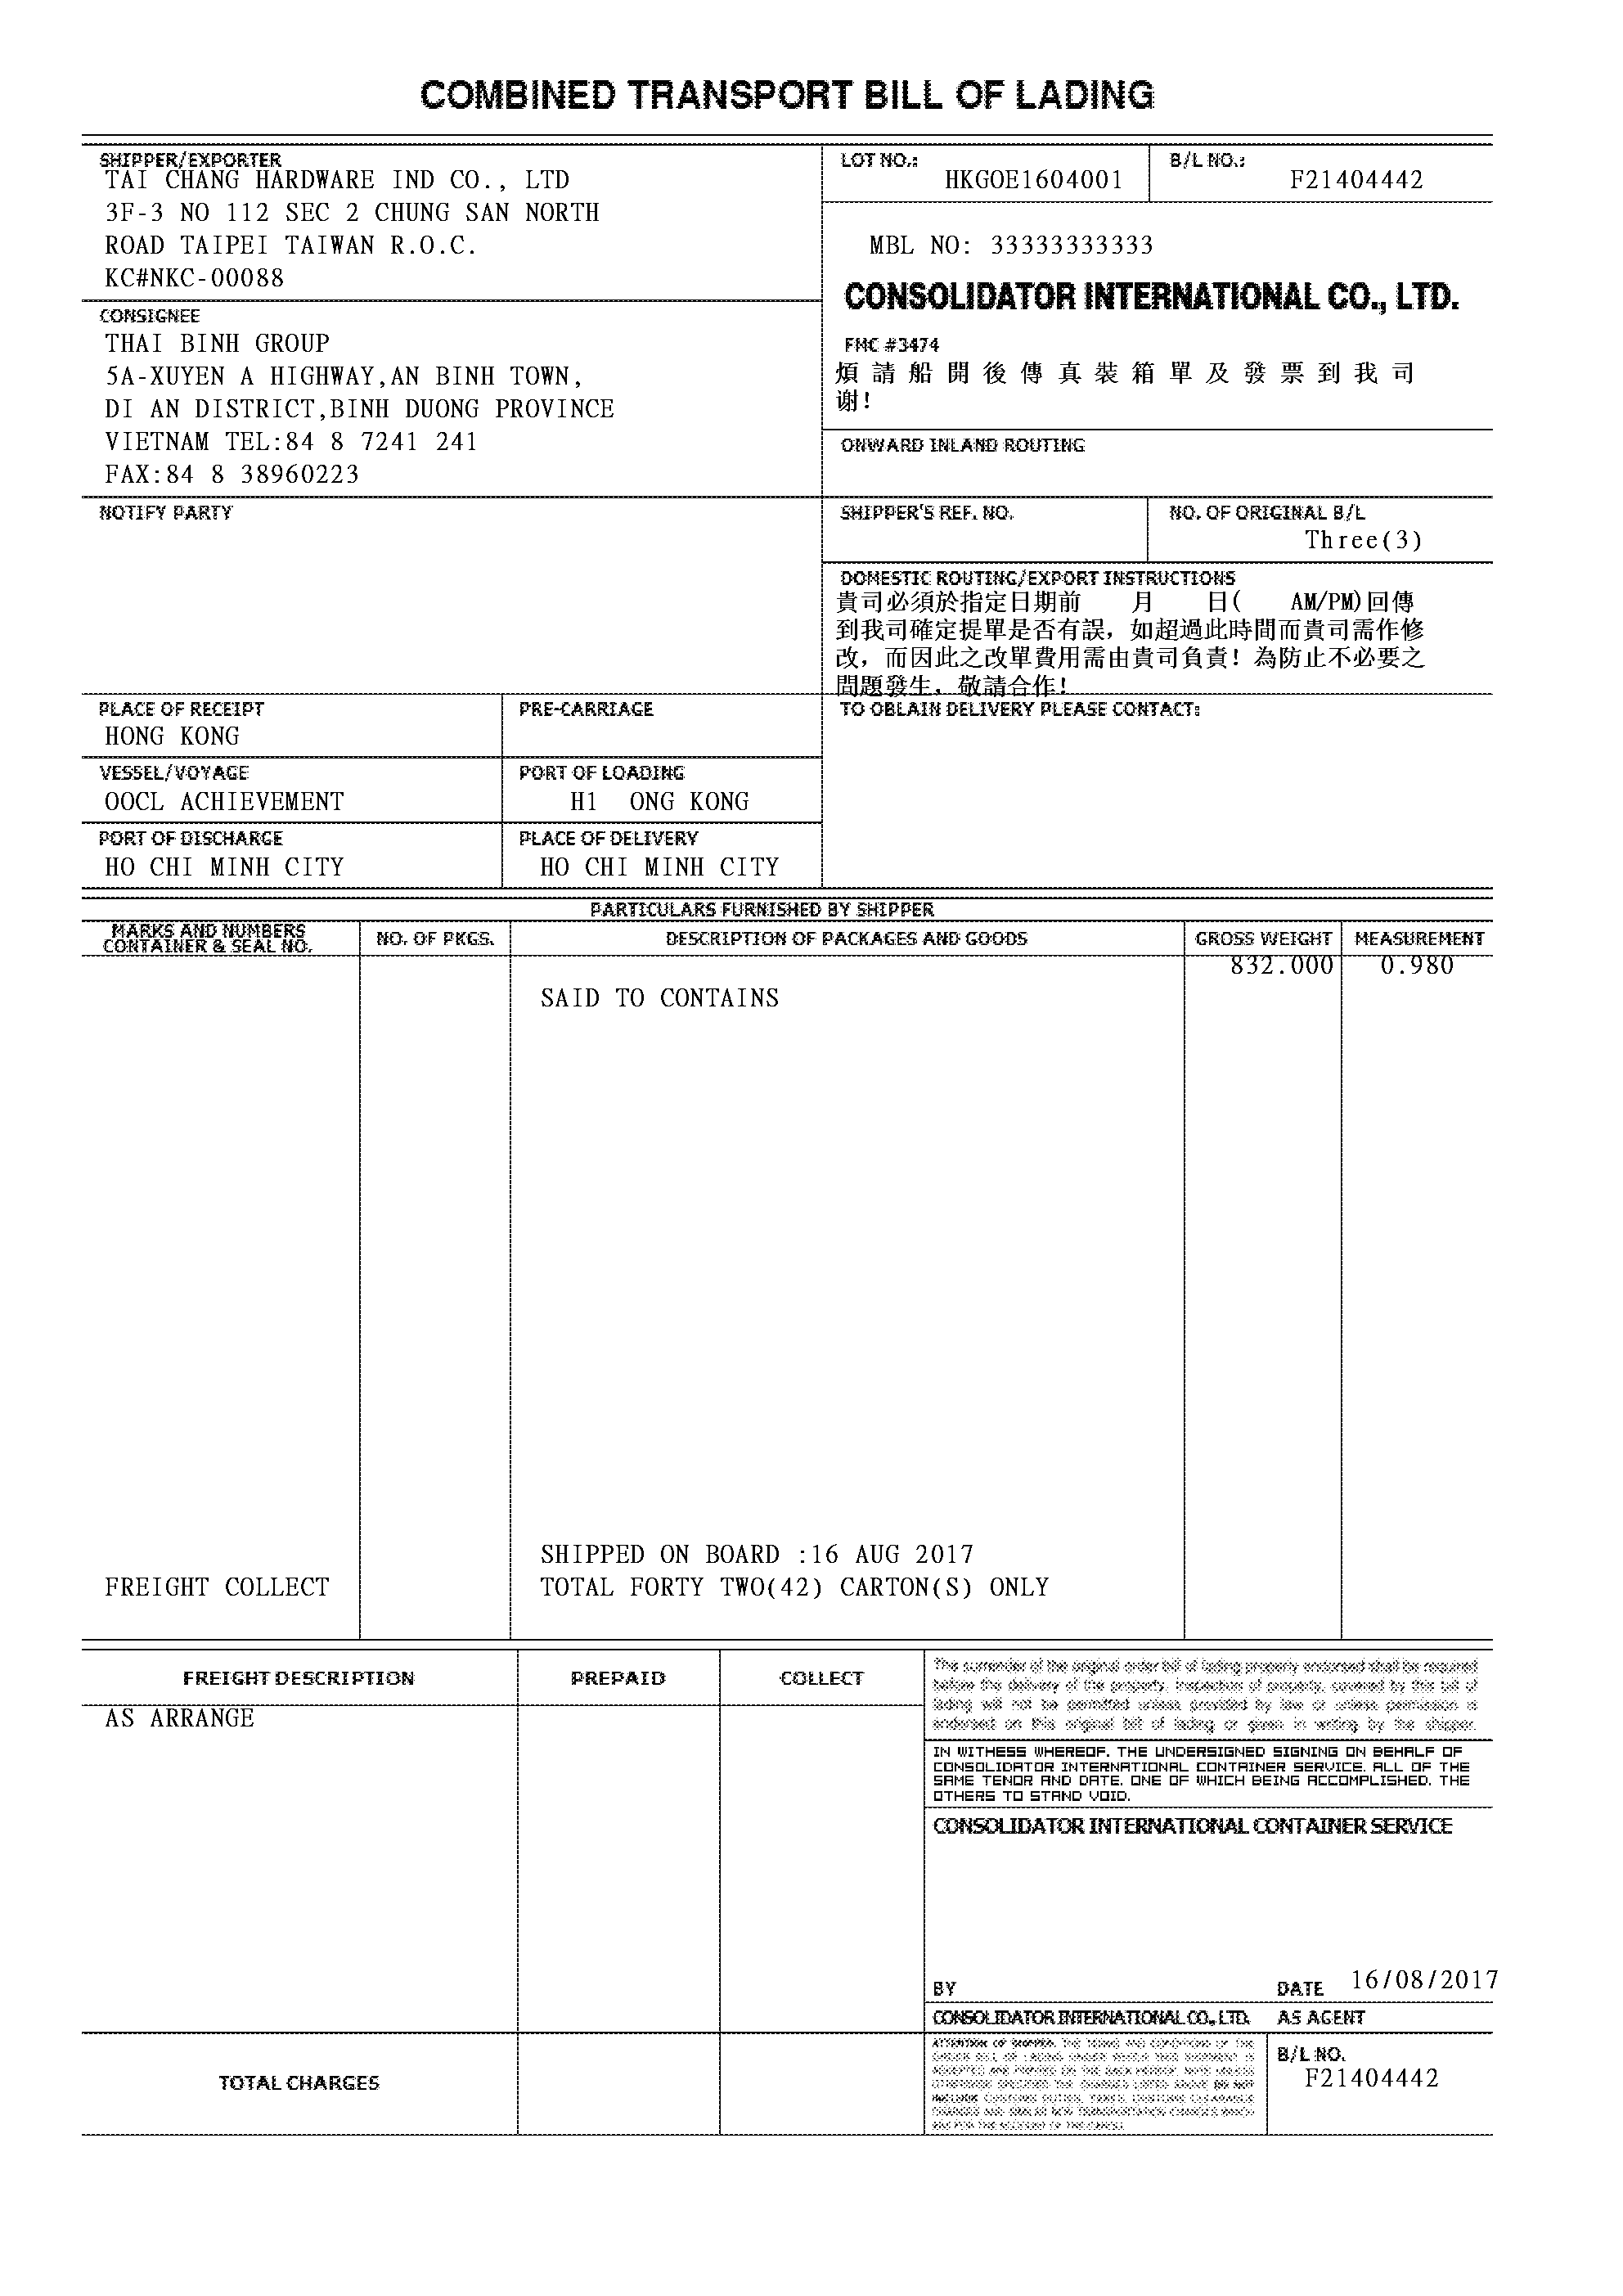 COMBINED TRANSPORT BILL OF LADING
SHIPPER/EXPORTER
TAI CHANG HARDWARE IND CO., LTD
3F-3 NO 112 SEC 2 CHUNG SAN NORTH
ROAD TAIPEI TAIWAN R.O.C.
KC#NKC-00088
LOT NO.:
HKGOE1604001
B/L NO.:
F21404442
MBL NO: 33333333333
CONSOLIDATOR INTERNATIONAL CO., LTD.
FMC #3474
煩請船開後傳真裝箱單及發票到我司
谢!
CONSIGNEE
THAI BINH GROUP
5A-XUYEN A HIGHWAY,AN BINH TOWN,
DI AN DISTRICT,BINH DUONG PROVINCE
VIETNAM TEL:84 8 7241 241
FAX:84 8 38960223
ONWARD INLAND ROUTING
NOTIFY PARTY
SHIPPER'S REF. NO.
NO. OF ORIGINAL B/L
Three(3)
DOMESTIC ROUTING/EXPORT INSTRUCTIONS
貴司必須於指定日期前 月 日( AM/PM)回傳
到我司確定提單是否有誤，如超過此時間而貴司需作修
改，而因此之改單費用需由貴司負責!為防止不必要之
問題發生，敬請合作!
PLACE OF RECEIPT
HONG KONG
PRE-CARRIAGE
TO OBLAIN DELIVERY PLEASE CONTACT:
VESSEL/VOYAGE
OOCL ACHIEVEMENT
PORT OF LOADING
H1 ONG KONG
PORT OF DISCHARGE
HO CHI MINH CITY
PLACE OF DELIVERY
HO CHI MINH CITY
PARTICULARS FURNISHED BY SHIPPER
MARKS AND NUMBERS
CONTAINER & SEAL NO.
NO. OF PKGS.
DESCRIPTION OF PACKAGES AND GOODS
GROSS WEIGHT
MEASUREMENT
832.000
0.980
SAID TO CONTAINS
SHIPPED ON BOARD :16 AUG 2017
FREIGHT COLLECT
TOTAL FORTY TWO(42) CARTON(S) ONLY
FREIGHT DESCRIPTION
PREPAID
COLLECT
AS ARRANGE
The surrender of the original order bill of lading properly endorsed shall be required
before the delivery of the property. Inspection of property covered by this bill of
lading will not be permitted unless provided by law or unless permission is
endorsed on this original bill of lading or given in writing by the shipper.
IN WITHESS WHEREOF. THE UNDERSIGNED SIGNING ON BEHALF OF
CONSOLIDATOR INTERNATIONAL CONTAINER SERVICE. ALL OF THE
SAME TENOR AND DATE. ONE OF WHICH BEING ACCOMPLISHED. THE
OTHERS TO STAND VOID.
CONSOLIDATOR INTERNATIONAL CONTAINER SERVICE
BY
DATE
16/08/2017
CONSOLIDATOR INTERNATIONAL CO., LTD.
AS AGENT
TOTAL CHARGES
B/L NO.
F21404442